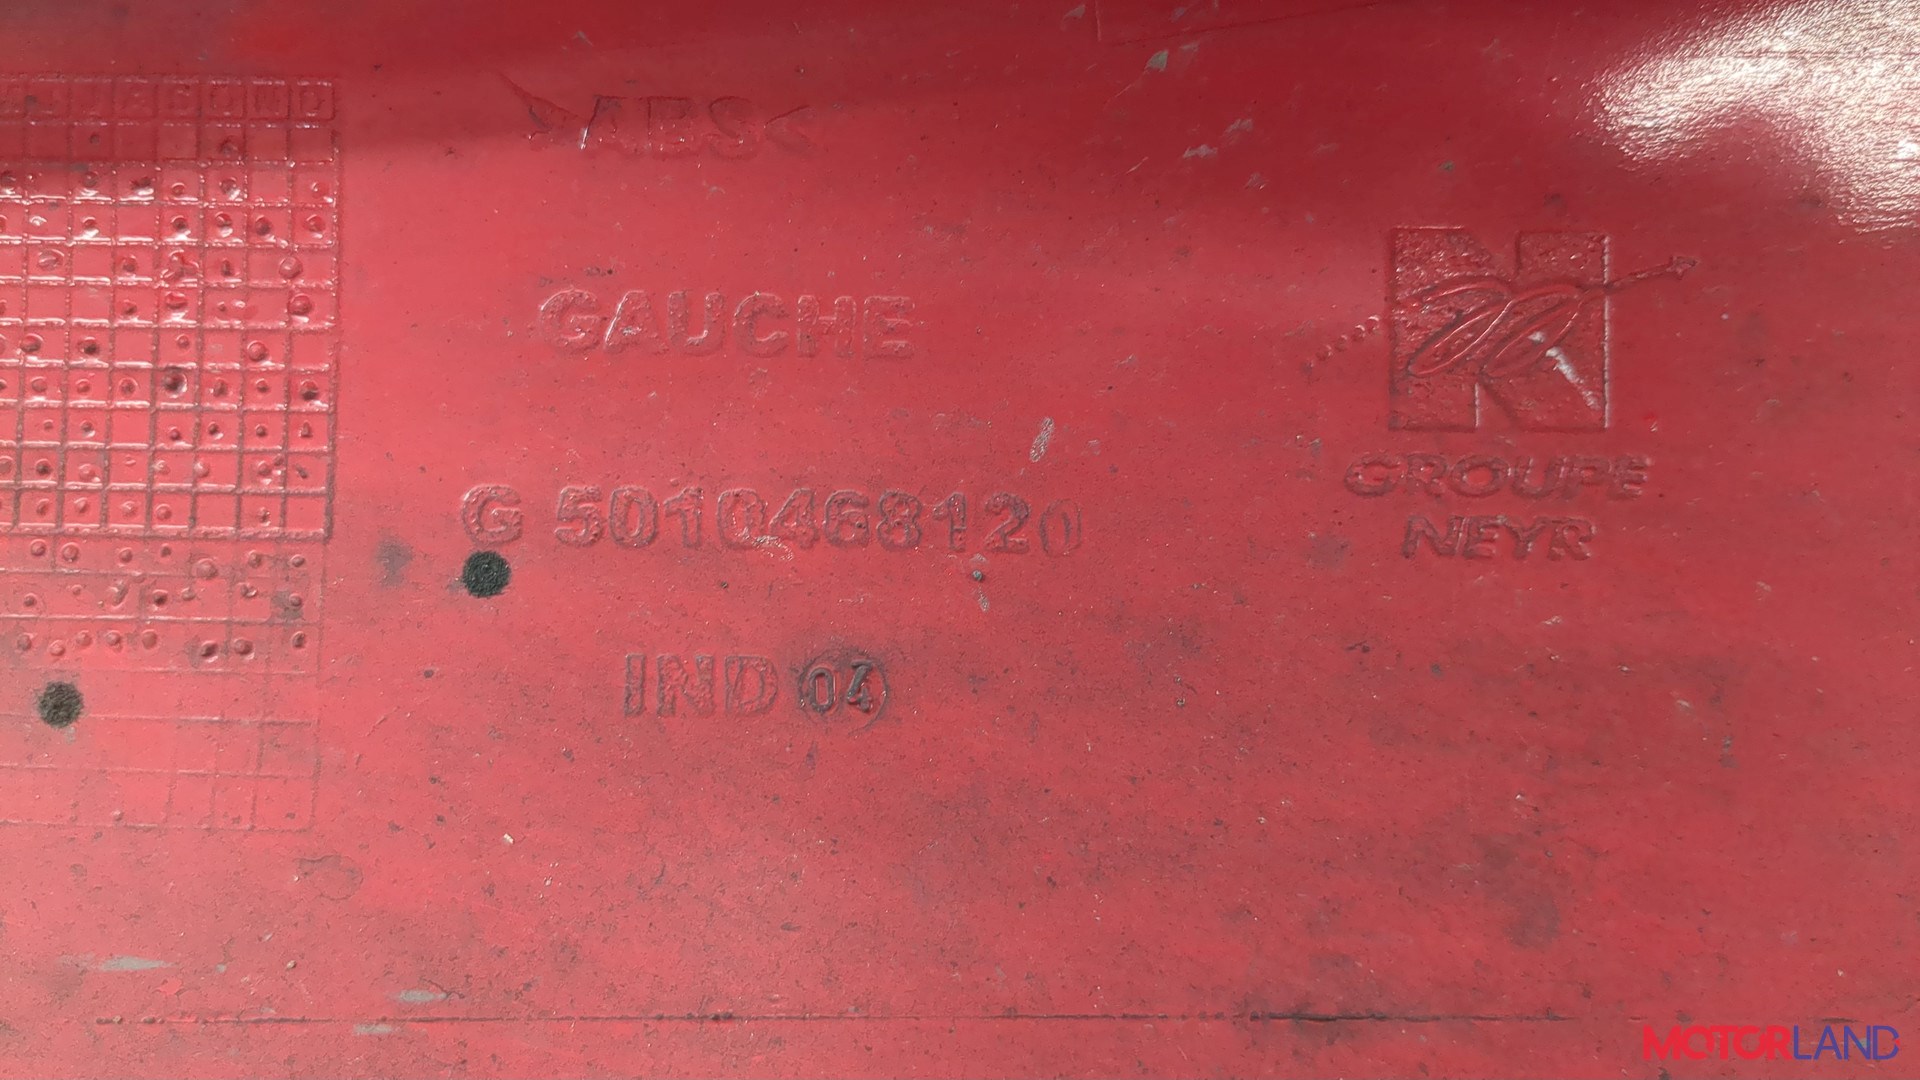 >ABS<
GAUCHE
G 5010468120
IND 04
N
GROUPE
NEYR
MOTORLAND